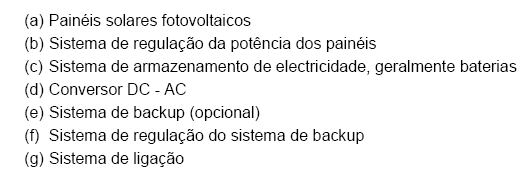 (a) Painéis solares fotovoltaicos
(b) Sistema de regulação da potência dos painéis
(c) Sistema de armazenamento de electricidade, geralmente baterias
(d) Conversor DC - AC
(e) Sistema de backup (opcional)
(f) Sistema de regulação do sistema de backup
(g) Sistema de ligação